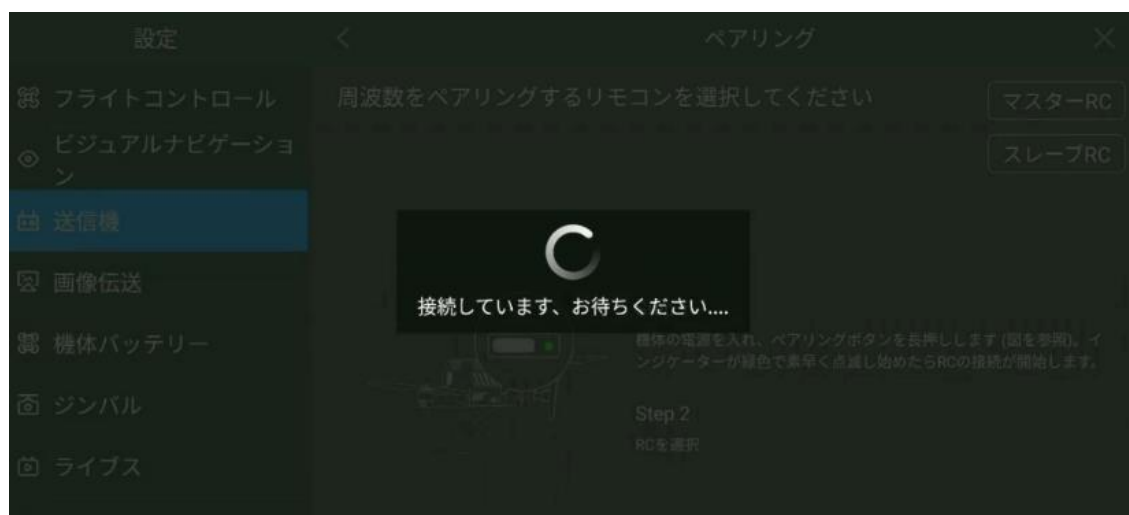 設定
ペアリング
フライトコントロール
周波数をペアリングするリモコンを選択してください
マスターRC
ビジュアルナビゲーショ
ン
スレーブRC
送信機
画像伝送
接続しています、お待ちください....
機体バッテリー
機体の電源を入れ、ペアリングボタンを長押しします (図を参照)。イ
ンジケーターが緑色で素早く点滅し始めたらRCの接続が開始します。
ジンバル
Step 2
RCを選択
ライブス